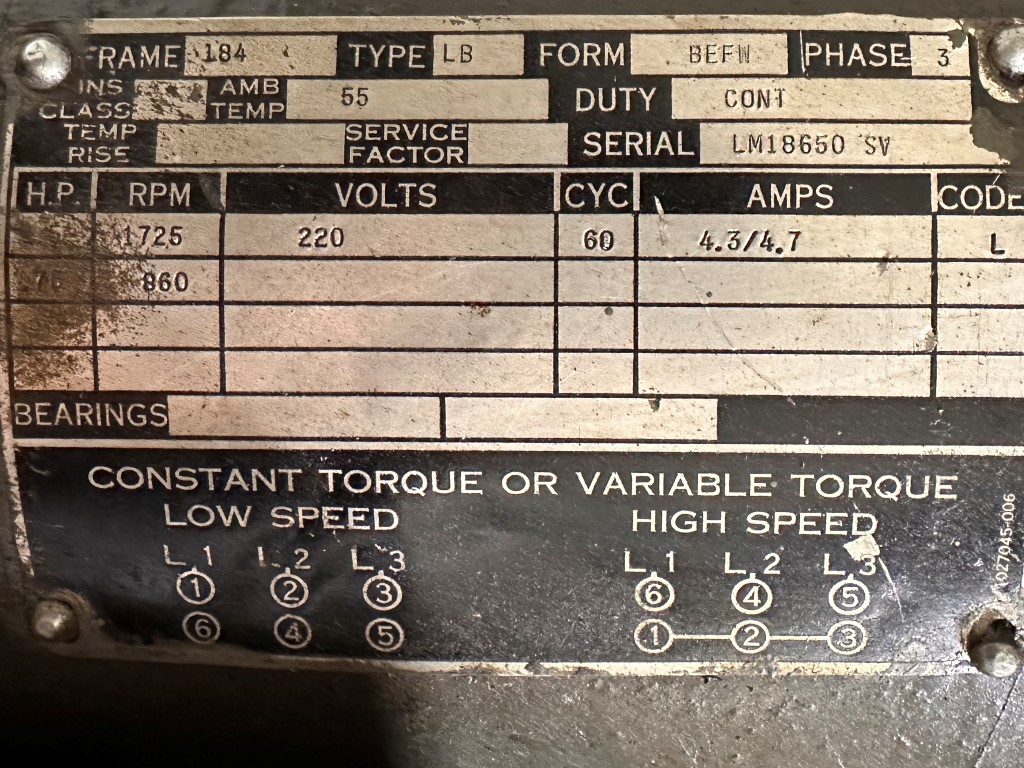 FRAME 184 TYPE LB FORM BEFW PHASE 3
INS CLASS AMB TEMP 55 DUTY CONT
TEMP RISE SERVICE FACTOR SERIAL LM18650 SV
H.P. RPM VOLTS CYC AMPS CODE
1725 220 60 4.3/4.7 L
860
BEARINGS
CONSTANT TORQUE OR VARIABLE TORQUE
LOW SPEED HIGH SPEED
L1 L2 L3 L1 L2 L3
1 2 3 6 4 5
6 4 5 1 2 3